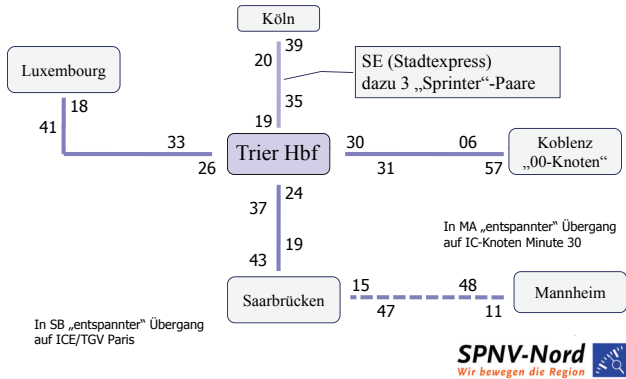 Köln
39
20
SE (Stadtexpress)
dazu 3 „Sprinter“-Paare
Luxembourg
18
41
35
19
33
26
Trier Hbf
30
06
31
57
Koblenz
„00-Knoten“
24
37
19
43
In MA „entspannter“ Übergang
auf IC-Knoten Minute 30
Saarbrücken
15
48
47
11
Mannheim
In SB „entspannter“ Übergang
auf ICE/TGV Paris
SPNV-Nord
Wir bewegen die Region